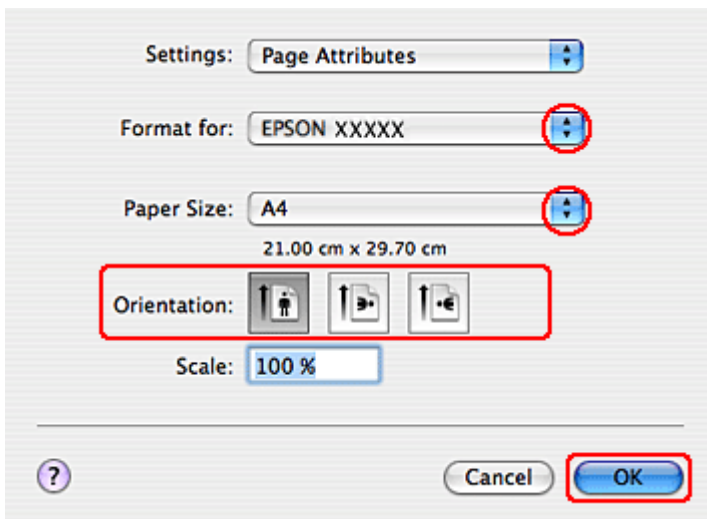 Settings: Page Attributes
Format for: EPSON XXXXX
Paper Size: A4
21.00 cm x 29.70 cm
Orientation:
Scale: 100 %
? Cancel OK